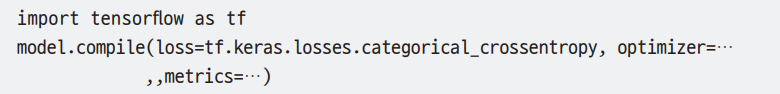 import tensorflow as tf
model.compile(loss=tf.keras.losses.categorical_crossentropy, optimizer=⋯
,,metrics=⋯)